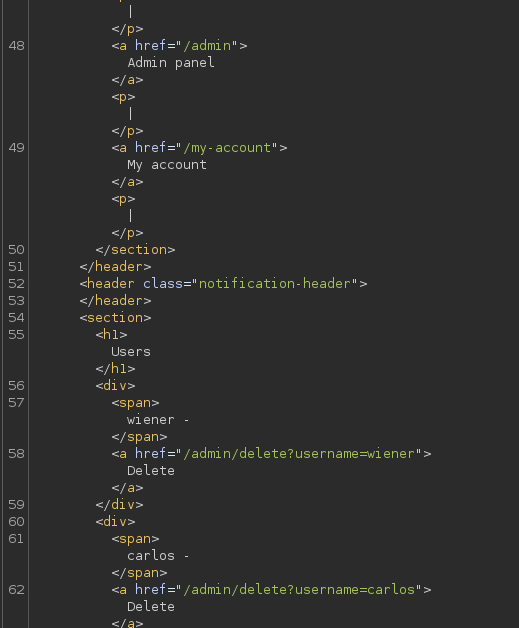 |
</p>
48 <a href="/admin">
Admin panel
</a>
<p>
|
</p>
49 <a href="/my-account">
My account
</a>
<p>
|
</p>
50 </section>
51 </header>
52 <header class="notification-header">
53 </header>
54 <section>
55 <h1>
Users
</h1>
56 <div>
57 <span>
wiener -
</span>
58 <a href="/admin/delete?username=wiener">
Delete
</a>
59 </div>
60 <div>
61 <span>
carlos -
</span>
62 <a href="/admin/delete?username=carlos">
Delete
</a>